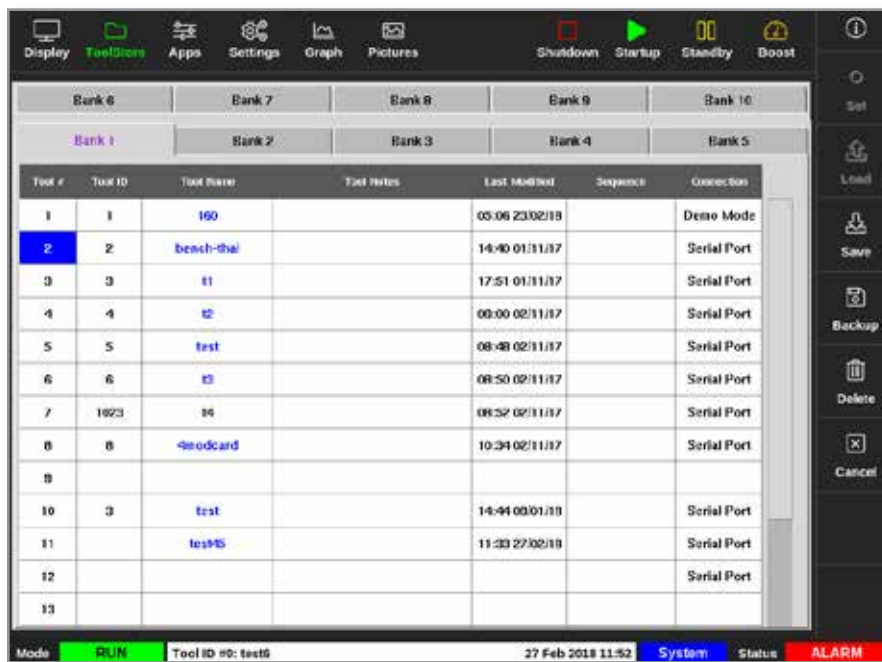 Display ToolStore Apps Settings Graph Pictures Shutdown Startup Standby Boost
Set
Load
Save
Backup
Delete
Cancel
Bank 6 Bank 7 Bank 8 Bank 9 Bank 10
Bank 1 Bank 2 Bank 3 Bank 4 Bank 5
Tool # Tool ID Tool Name Tool Notes Last Modified Sequence Connection
1 1 160 05:06 23/02/18 Demo Mode
2 2 bench-thai 14:40 01/11/17 Serial Port
3 3 t1 17:51 01/11/17 Serial Port
4 4 t2 08:00 02/11/17 Serial Port
5 5 test 08:48 02/11/17 Serial Port
6 6 t3 08:50 02/11/17 Serial Port
7 1023 08:52 02/11/17 Serial Port
8 8 4modcard 10:34 02/11/17 Serial Port
9
10 3 test 14:44 Serial Port
11 11:33 27/02/18 Serial Port
12 Serial Port
13
Mode RUN Tool ID #0: test6 27 Feb 2018 11:52 System Status ALARM